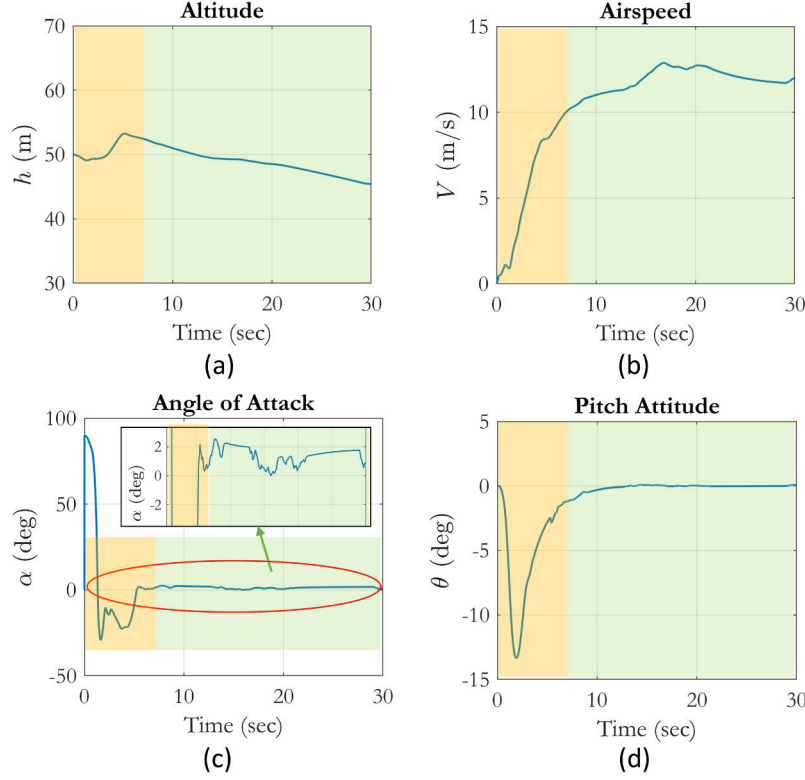 Altitude
70
60
50
40
30
h (m)
0
10
20
30
Time (sec)
(a)
Airspeed
15
10
5
0
V (m/s)
0
10
20
30
Time (sec)
(b)
Angle of Attack
100
50
0
-50
α (deg)
2
0
-2
α (deg)
0
10
20
30
Time (sec)
(c)
Pitch Attitude
5
0
-5
-10
-15
θ (deg)
0
10
20
30
Time (sec)
(d)